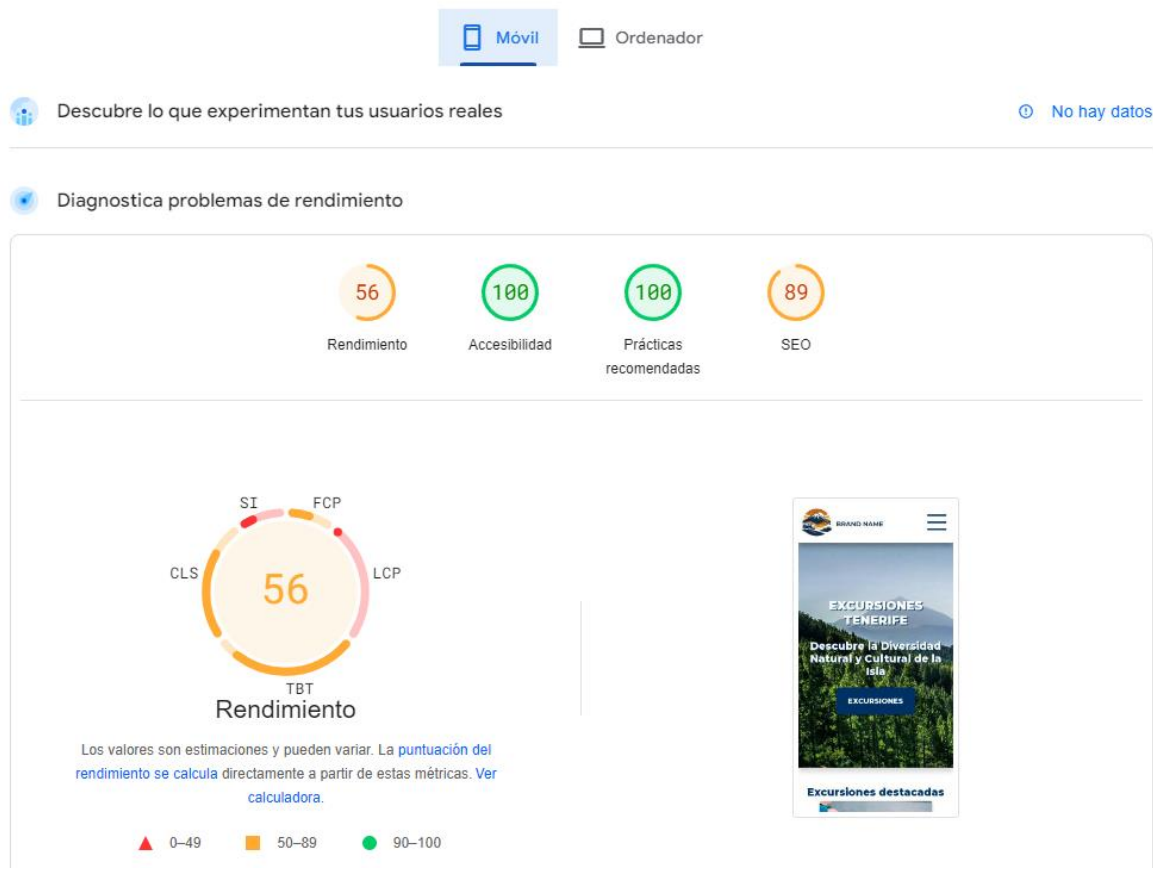 Móvil
Ordenador
Descubre lo que experimentan tus usuarios reales
No hay datos
Diagnostica problemas de rendimiento
56
100
100
89
Rendimiento
Accesibilidad
Prácticas
recomendadas
SEO
SI
FCP
CLS
LCP
56
TBT
Rendimiento
Los valores son estimaciones y pueden variar. La puntuación del
rendimiento se calcula directamente a partir de estas métricas. Ver
calculadora.
0–49
50–89
90–100
BRAND NAME
EXCURSIONES
TENERIFE
Descubre la Diversidad
Natural y Cultural de la
Isla
EXCURSIONES
Excursiones destacadas